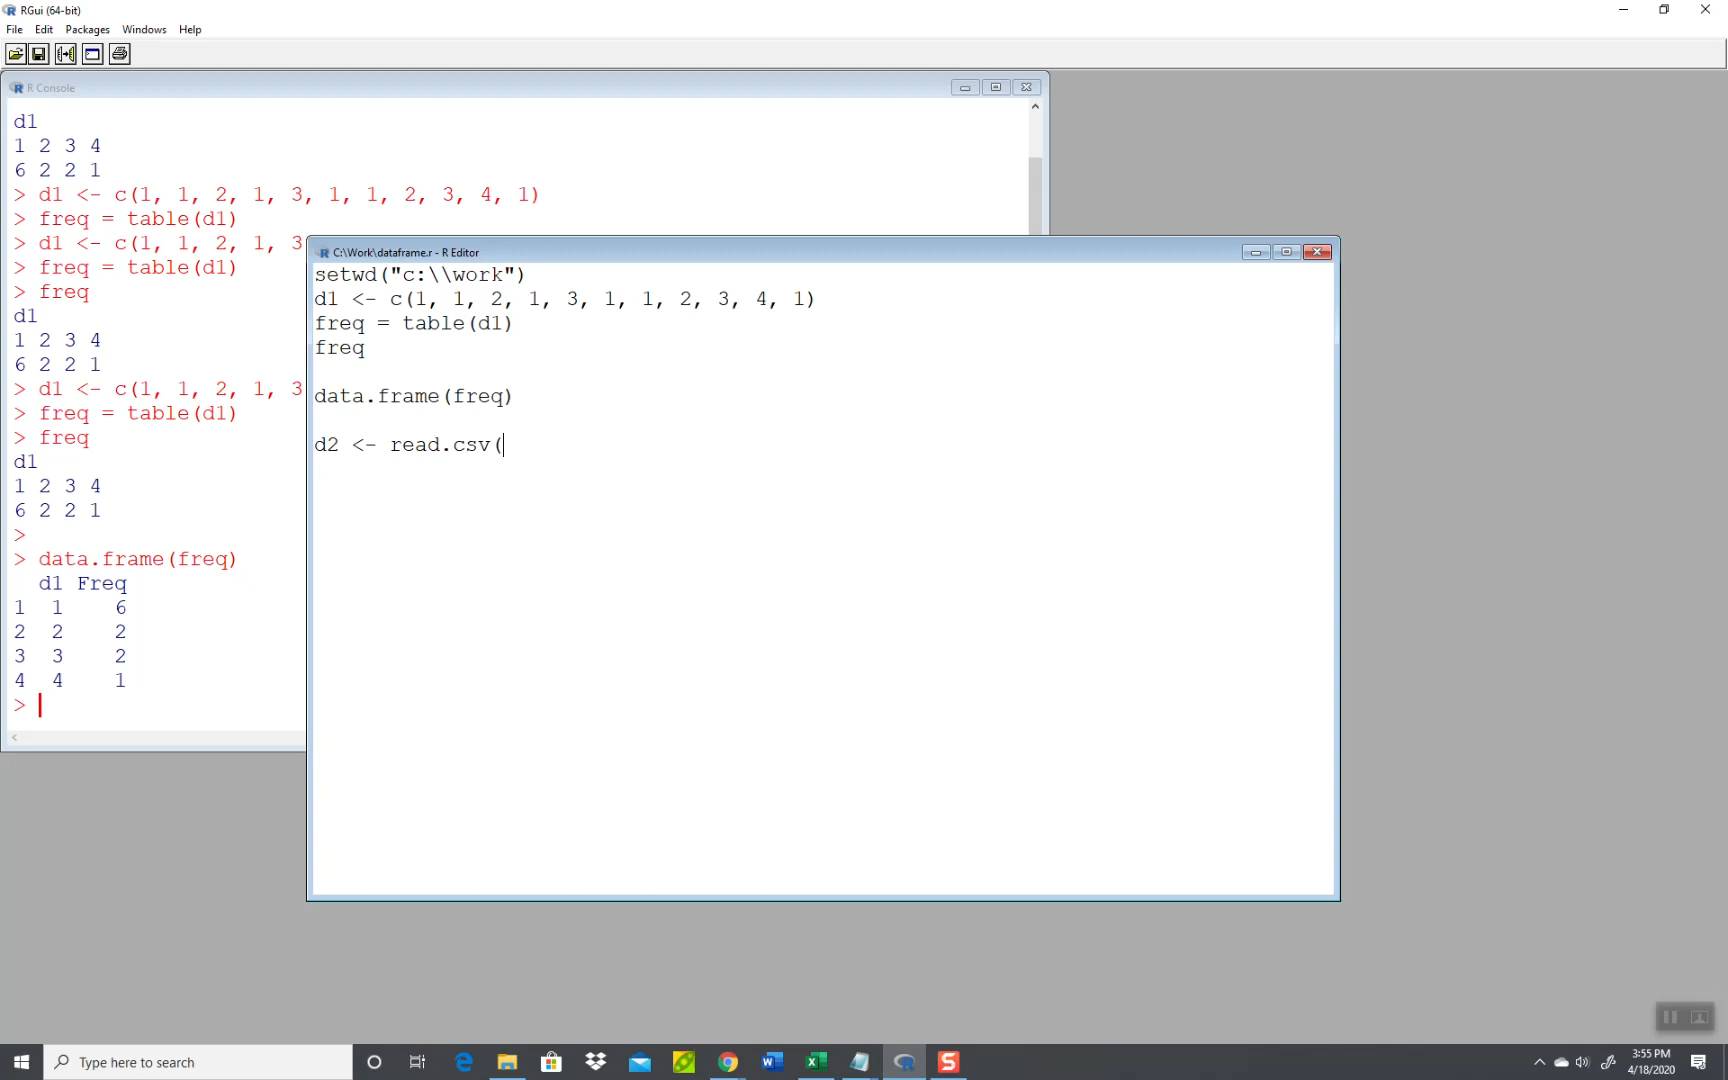 RGui (64-bit)
File Edit Packages Windows Help
R Console
d1
1 2 3 4
6 2 2 1
> d1 <- c(1, 1, 2, 1, 3, 1, 1, 2, 3, 4, 1)
> freq = table(d1)
> d1 <- c(1, 1, 2, 1, 3
> freq = table(d1)
> freq
d1
1 2 3 4
6 2 2 1
> d1 <- c(1, 1, 2, 1, 3
> freq = table(d1)
> freq
d1
1 2 3 4
6 2 2 1
>
> data.frame(freq)
  d1 Freq
1  1    6
2  2    2
3  3    2
4  4    1
>
C:\Work\dataframe.r - R Editor
setwd("c:\\work")
d1 <- c(1, 1, 2, 1, 3, 1, 1, 2, 3, 4, 1)
freq = table(d1)
freq
data.frame(freq)
d2 <- read.csv(
Type here to search
3:55 PM
4/18/2020